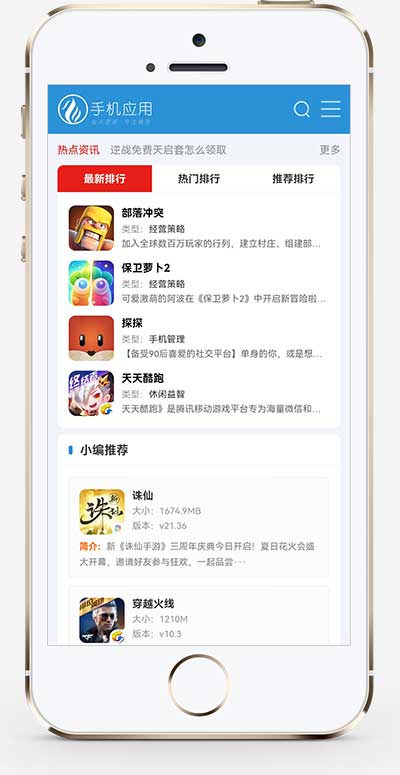 手机应用
热点资讯 逆战免费天启套怎么领取 更多
最新排行 热门排行 推荐排行
部落冲突
类型：经营策略
加入全球数百万玩家的行列，建立村庄、组建部...
保卫萝卜2
类型：经营策略
可爱激萌的阿波在《保卫萝卜2》中开启新冒险啦...
探探
类型：手机管理
【备受90后喜爱的社交平台】单身的你，或是想...
终成霸
天天酷跑
类型：休闲益智
天天酷跑》是腾讯移动游戏平台专为海量微信和...
小编推荐
新
诛仙
诛仙
大小：1674.9MB
版本：v21.36
简介：新《诛仙手游》三周年庆典今日开启！夏日花火会盛
大开幕，邀请好友参与狂欢，一起品尝···
穿越火线
大小：1210M
版本：v10.3